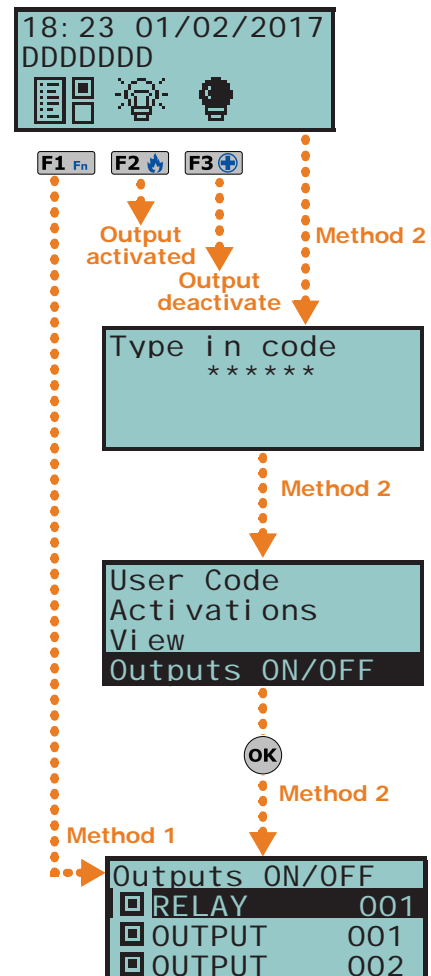 18:23 01/02/2017
DDDDDDD
F1 Fn F2 F3
Output
activated
Method 2
Output
deactivate
Type in code
******
Method 2
User Code
Activations
View
Outputs ON/OFF
OK
Method 2
Method 1
Outputs ON/OFF
RELAY 001
OUTPUT 001
OUTPUT 002